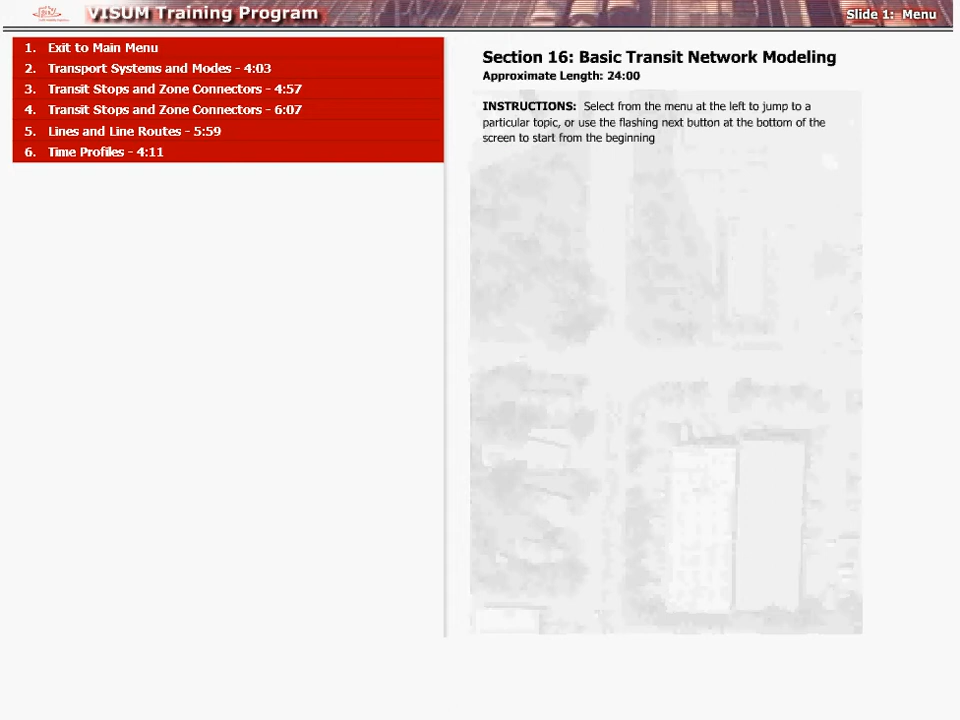 VISUM Training Program
Slide 1: Menu
1. Exit to Main Menu
2. Transport Systems and Modes - 4:03
3. Transit Stops and Zone Connectors - 4:57
4. Transit Stops and Zone Connectors - 6:07
5. Lines and Line Routes - 5:59
6. Time Profiles - 4:11
Section 16: Basic Transit Network Modeling
Approximate Length: 24:00
INSTRUCTIONS: Select from the menu at the left to jump to a
particular topic, or use the flashing next button at the bottom of the
screen to start from the beginning